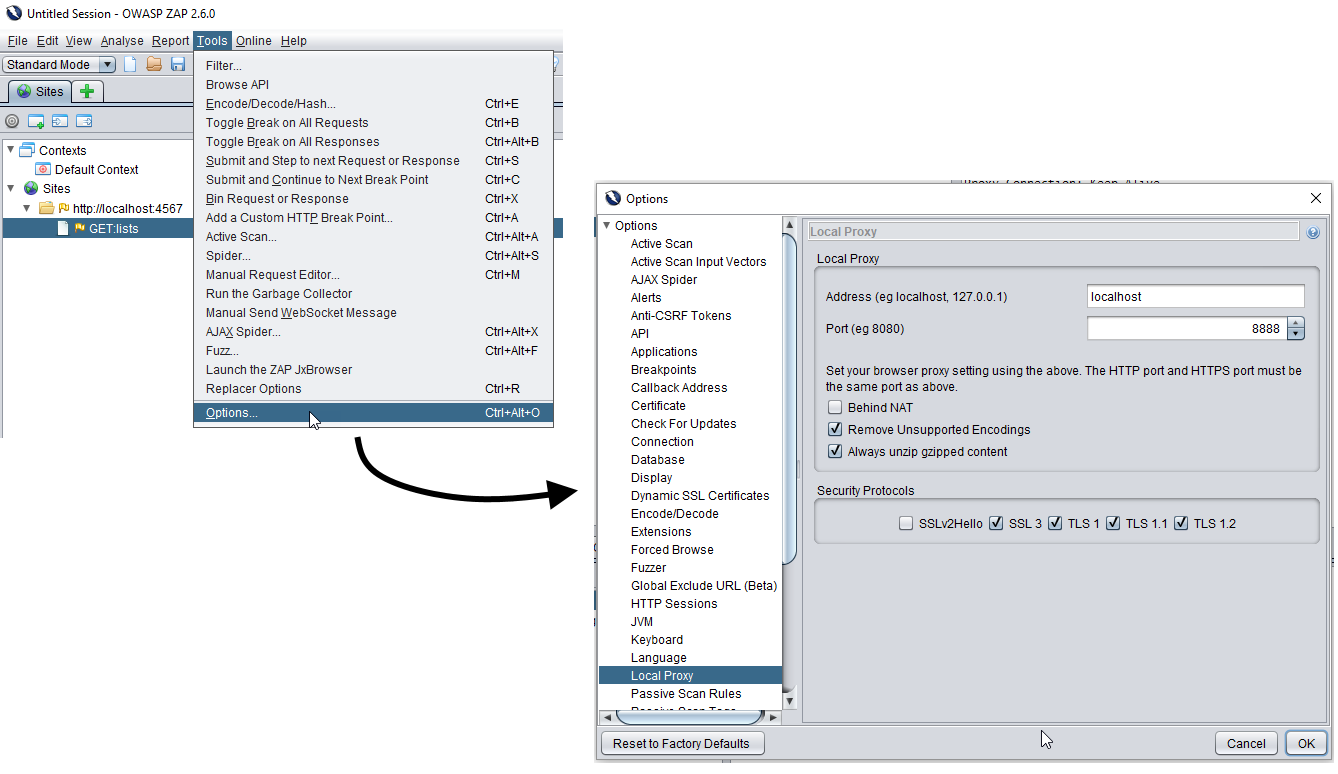 Untitled Session - OWASP ZAP 2.6.0
File Edit View Analyse Report Tools Online Help
Standard Mode
Sites
Contexts
Default Context
Sites
http://localhost:4567
GET:lists
Filter...
Browse API
Encode/Decode/Hash... Ctrl+E
Toggle Break on All Requests Ctrl+B
Toggle Break on All Responses Ctrl+Alt+B
Submit and Step to next Request or Response Ctrl+S
Submit and Continue to Next Break Point Ctrl+C
Bin Request or Response Ctrl+X
Add a Custom HTTP Break Point... Ctrl+A
Active Scan... Ctrl+Alt+A
Spider... Ctrl+Alt+S
Manual Request Editor... Ctrl+M
Run the Garbage Collector
Manual Send WebSocket Message
AJAX Spider... Ctrl+Alt+X
Fuzz... Ctrl+Alt+F
Launch the ZAP JxBrowser
Replacer Options Ctrl+R
Options... Ctrl+Alt+O
Proxy-Connection: Keep-Alive
Options
Options
Active Scan
Active Scan Input Vectors
AJAX Spider
Alerts
Anti-CSRF Tokens
API
Applications
Breakpoints
Callback Address
Certificate
Check For Updates
Connection
Database
Display
Dynamic SSL Certificates
Encode/Decode
Extensions
Forced Browse
Fuzzer
Global Exclude URL (Beta)
HTTP Sessions
JVM
Keyboard
Language
Local Proxy
Passive Scan Rules
Passive Scan Tags
Local Proxy
Local Proxy
Address (eg localhost, 127.0.0.1) localhost
Port (eg 8080) 8888
Set your browser proxy setting using the above. The HTTP port and HTTPS port must be
the same port as above.
Behind NAT
Remove Unsupported Encodings
Always unzip gzipped content
Security Protocols
SSLv2Hello SSL 3 TLS 1 TLS 1.1 TLS 1.2
Reset to Factory Defaults Cancel OK